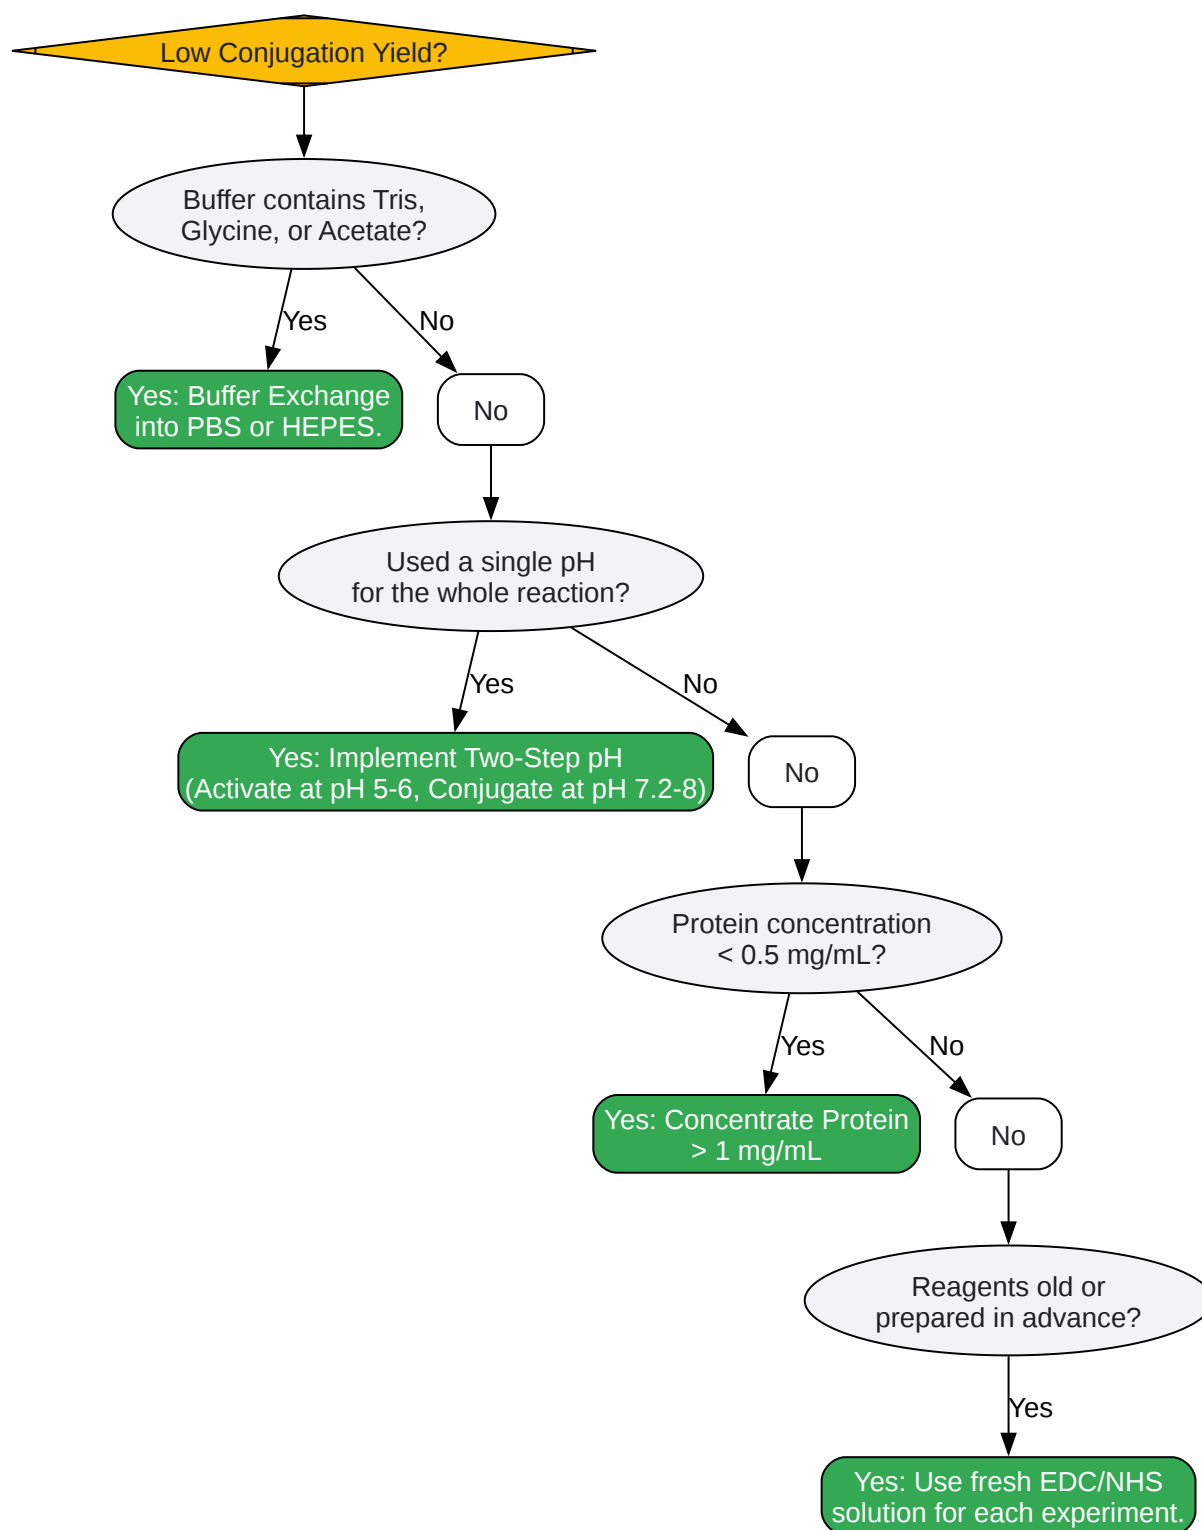 Low Conjugation Yield?
Buffer contains Tris,
Glycine, or Acetate?
Yes
No
Yes: Buffer Exchange
into PBS or HEPES.
No
Used a single pH
for the whole reaction?
Yes
No
Yes: Implement Two-Step pH
(Activate at pH 5-6, Conjugate at pH 7.2-8)
No
Protein concentration
< 0.5 mg/mL?
Yes
No
Yes: Concentrate Protein
> 1 mg/mL
No
Reagents old or
prepared in advance?
Yes
Yes: Use fresh EDC/NHS
solution for each experiment.